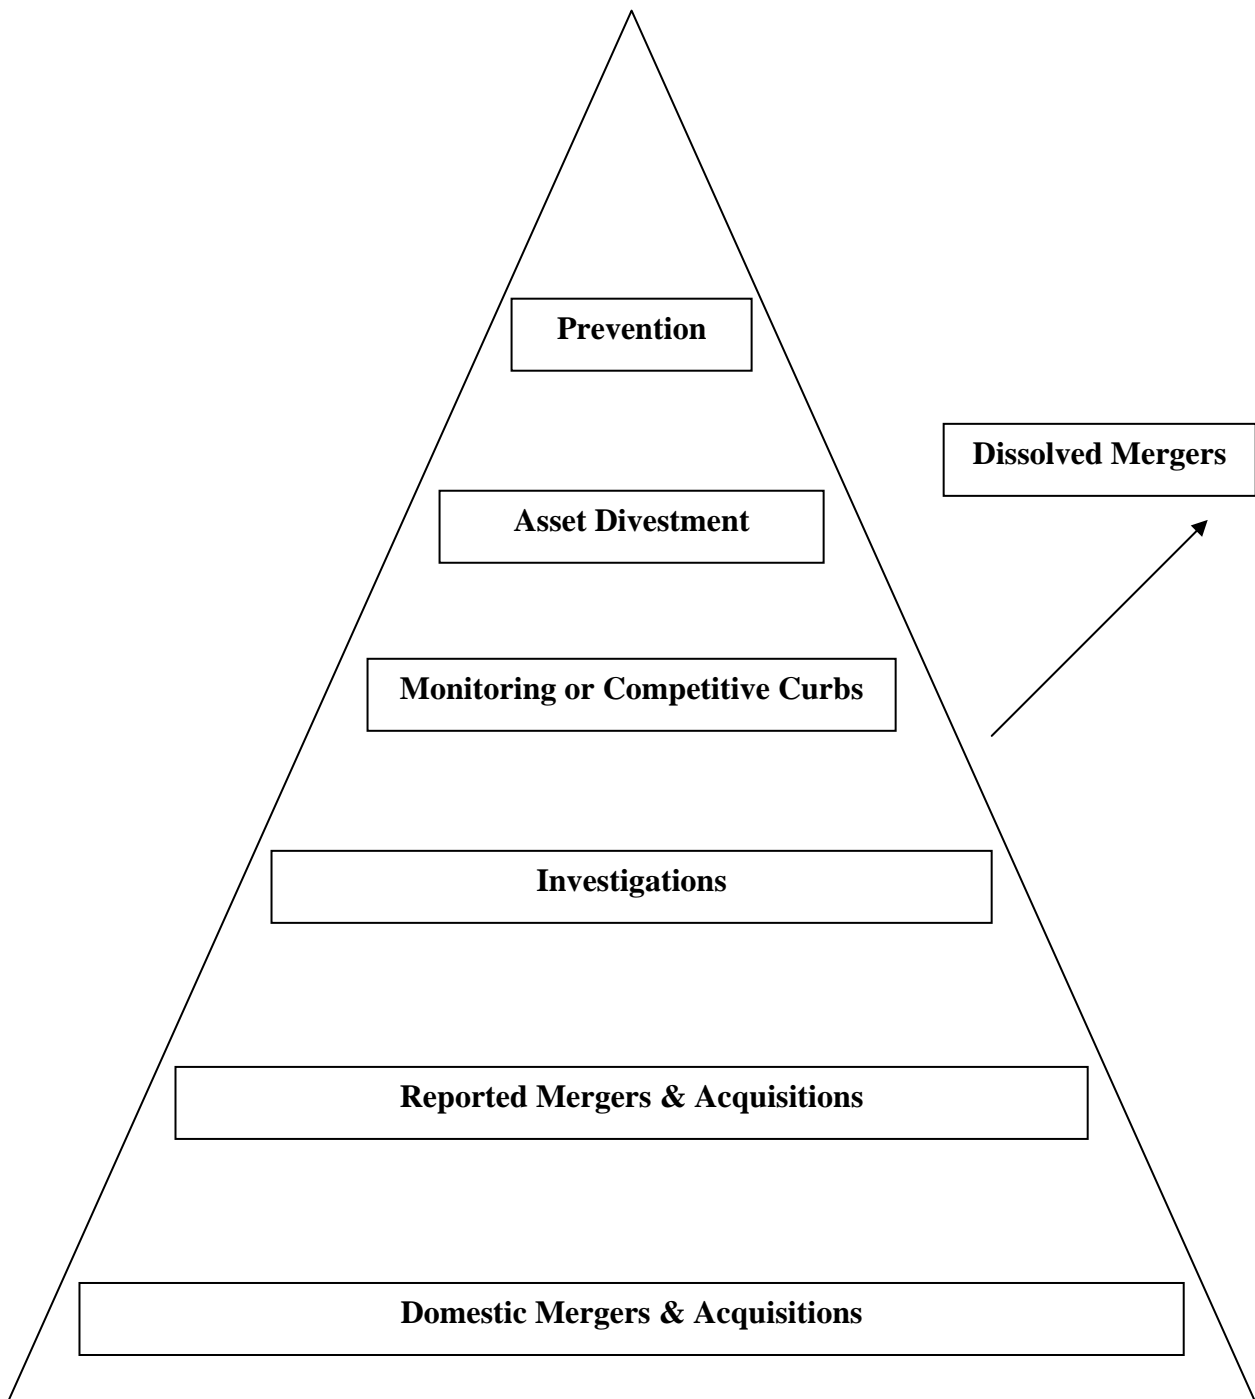 Prevention
Dissolved Mergers
Asset Divestment
Monitoring or Competitive Curbs
Investigations
Reported Mergers & Acquisitions
Domestic Mergers & Acquisitions